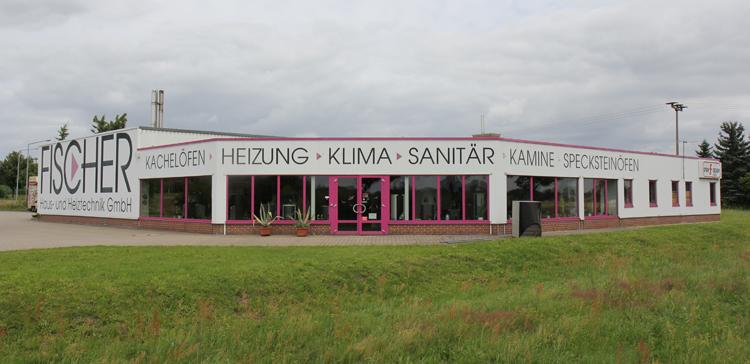 FISCHER
Haus- und Heiztechnik GmbH
KACHELÖFEN ▸ HEIZUNG ▸ KLIMA ▸ SANITÄR ▸ KAMINE ▸ SPECKSTEINÖFEN